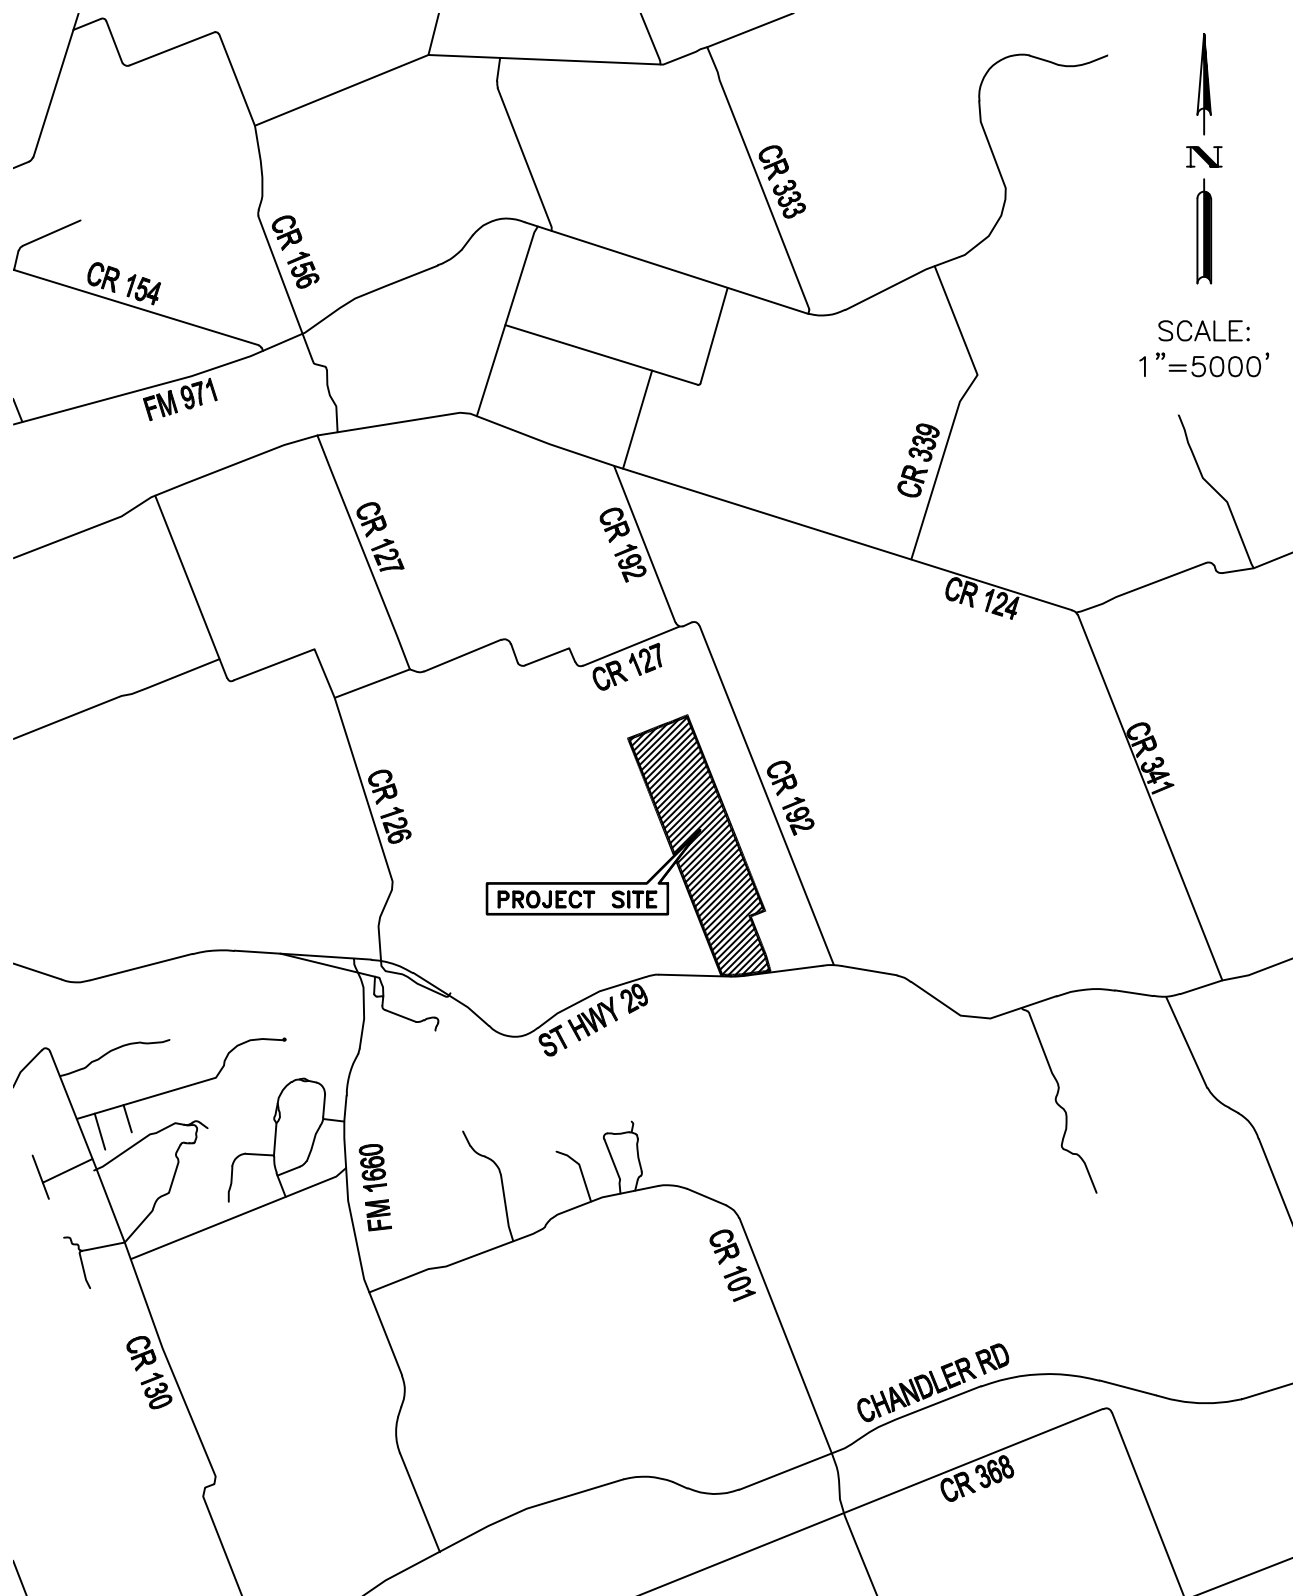 CR 333
N
CR 156
CR 154
SCALE:
1"=5000'
FM 971
CR 339
CR 127
CR 192
CR 124
CR 127
CR 341
CR 126
CR 192
PROJECT SITE
ST HWY 29
FM 1660
CR 101
CR 130
CHANDLER RD
CR 368